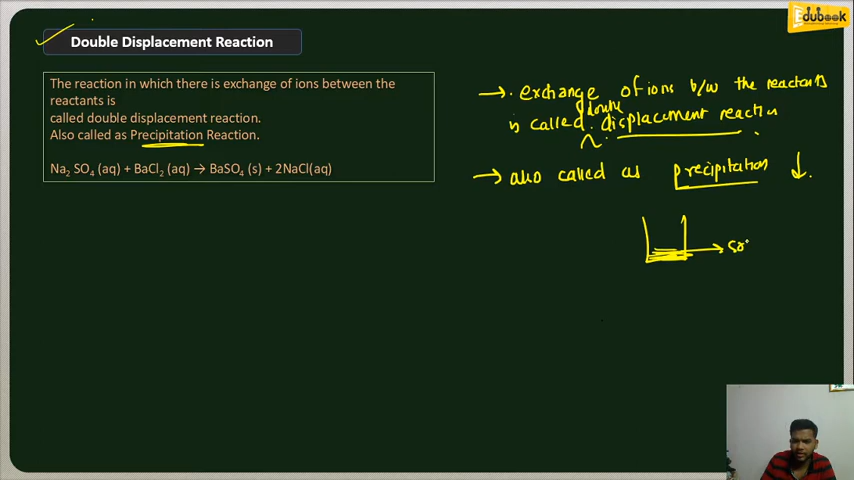 Edubook
Double Displacement Reaction
The reaction in which there is exchange of ions between the
reactants is
called double displacement reaction.
Also called as Precipitation Reaction.
Na2 SO4 (aq) + BaCl2 (aq) → BaSO4 (s) + 2NaCl(aq)
→ exchange of ions b/w the reactants
double
is called displacement reaction
→ also called as precipitation ↓.